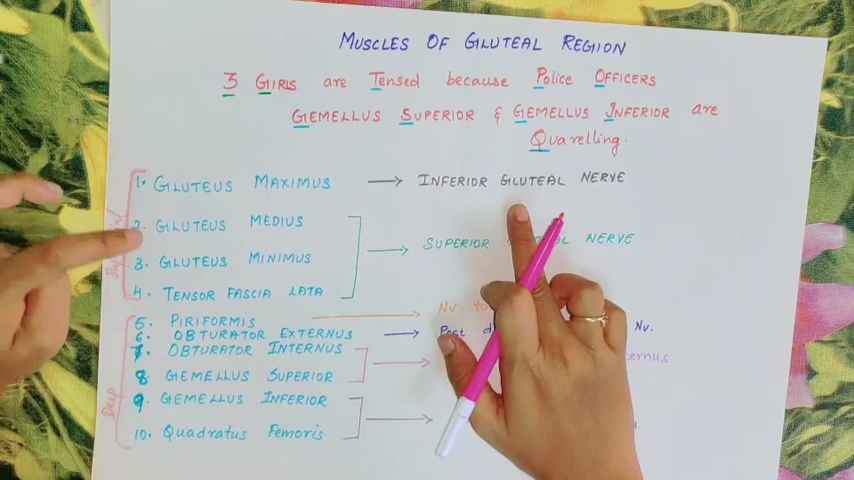 MUSCLES OF GLUTEAL REGION
3 GIRLS are Tensed because Police OFFICERS
GEMELLUS SUPERIOR & GEMELLUS INFERIOR are
Quarelling.
1. GLUTEUS MAXIMUS → INFERIOR GLUTEAL NERVE
2. GLUTEUS MEDIUS
SUPERIOR NERVE
3. GLUTEUS MINIMUS
4. TENSOR FASCIA LATA
5. PIRIFORMIS → Nv. to
6. OBTURATOR EXTERNUS → Post. Nv.
7. OBTURATOR INTERNUS
8. GEMELLUS SUPERIOR
9. GEMELLUS INFERIOR
10. Quadratus Femoris
Deep